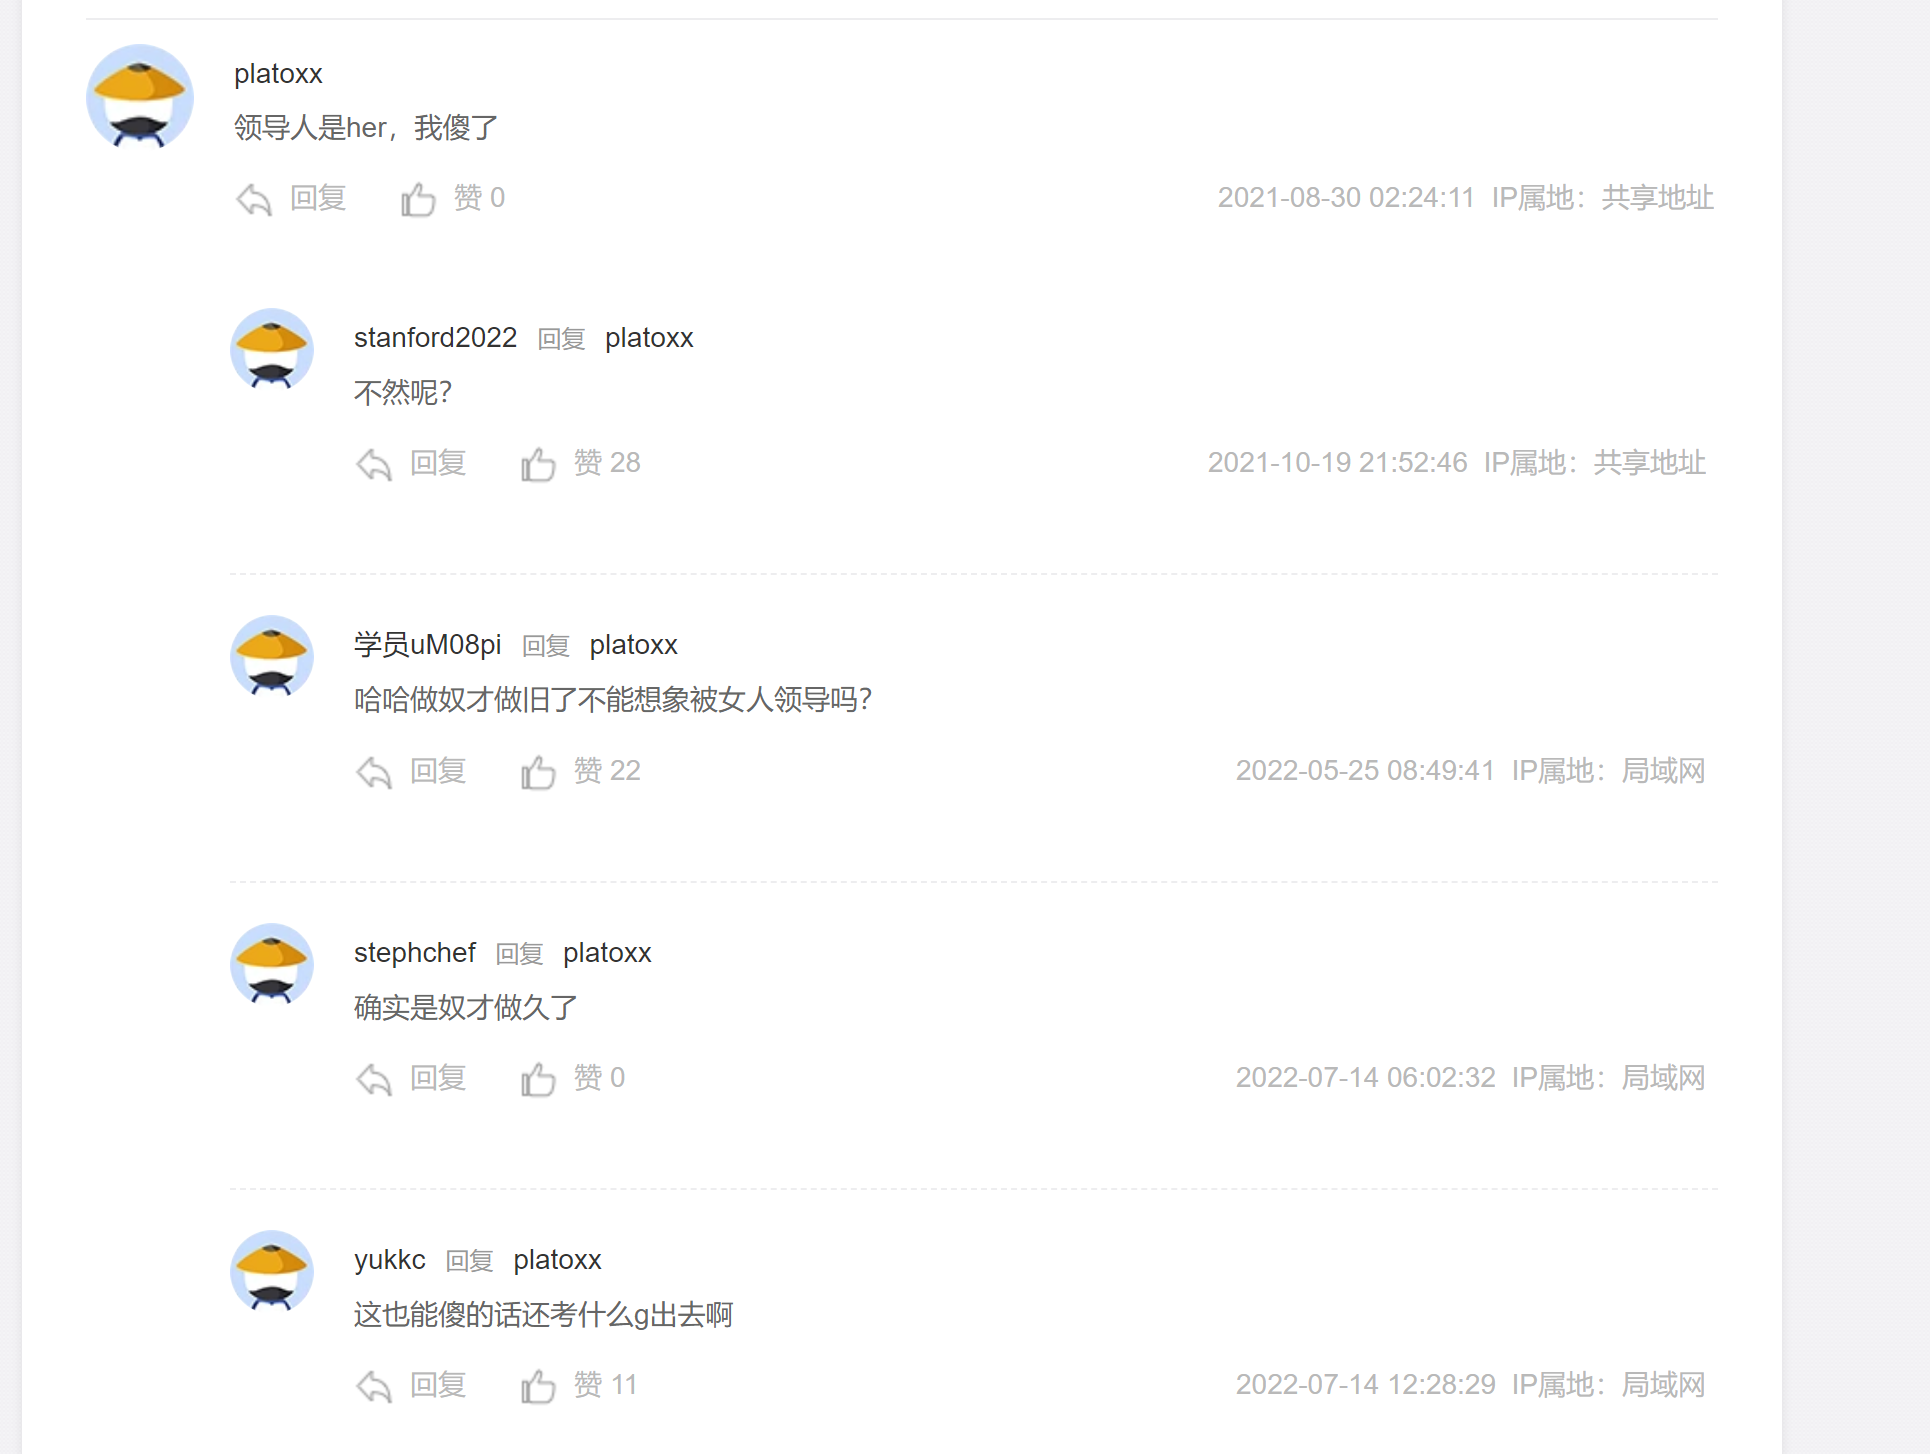 platoxx
领导人是her，我傻了
回复 赞 0 2021-08-30 02:24:11 IP属地：共享地址
stanford2022 回复 platoxx
不然呢？
回复 赞 28 2021-10-19 21:52:46 IP属地：共享地址
学员uM08pi 回复 platoxx
哈哈做奴才做旧了不能想象被女人领导吗？
回复 赞 22 2022-05-25 08:49:41 IP属地：局域网
stephchef 回复 platoxx
确实是奴才做久了
回复 赞 0 2022-07-14 06:02:32 IP属地：局域网
yukkc 回复 platoxx
这也能傻的话还考什么g出去啊
回复 赞 11 2022-07-14 12:28:29 IP属地：局域网